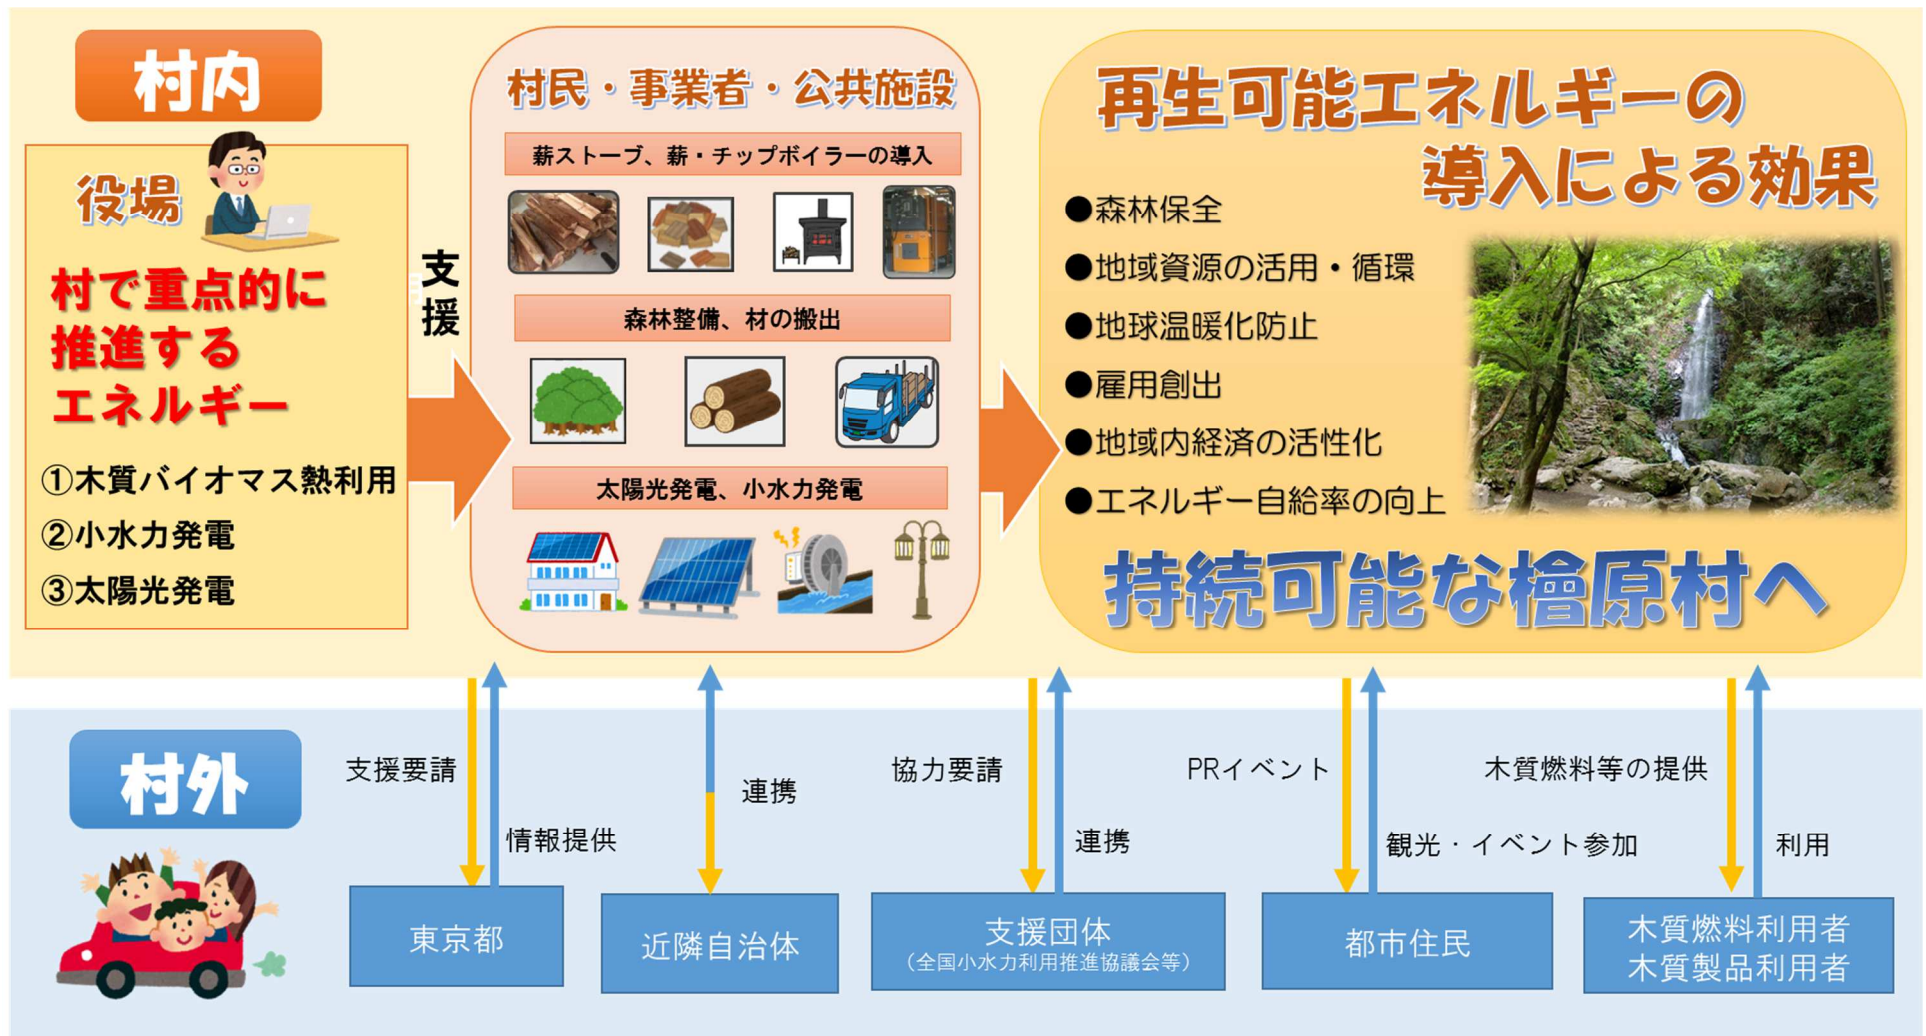 村内
役場
村で重点的に
推進する
エネルギー
①木質バイオマス熱利用
②小水力発電
③太陽光発電
支
援
村民・事業者・公共施設
薪ストーブ、薪・チップボイラーの導入
森林整備、材の搬出
太陽光発電、小水力発電
再生可能エネルギーの
導入による効果
●森林保全
●地域資源の活用・循環
●地球温暖化防止
●雇用創出
●地域内経済の活性化
●エネルギー自給率の向上
持続可能な檜原村へ
村外
支援要請
情報提供
東京都
連携
近隣自治体
協力要請
連携
支援団体
（全国小水力利用推進協議会等）
PRイベント
観光・イベント参加
都市住民
木質燃料等の提供
利用
木質燃料利用者
木質製品利用者